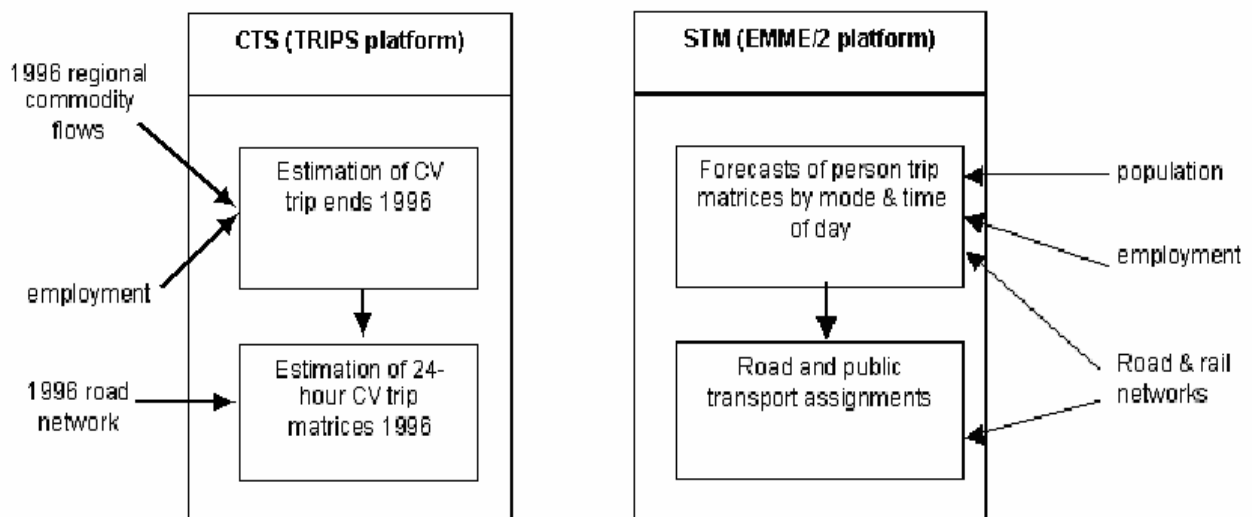 CTS (TRIPS platform)
1996 regional
commodity
flows
Estimation of CV
trip ends 1996
employment
Estimation of 24-
hour CV trip
matrices 1996
1996 road
network
STM (EMME/2 platform)
Forecasts of person trip
matrices by mode & time
of day
population
employment
Road and public
transport assignments
Road & rail
networks